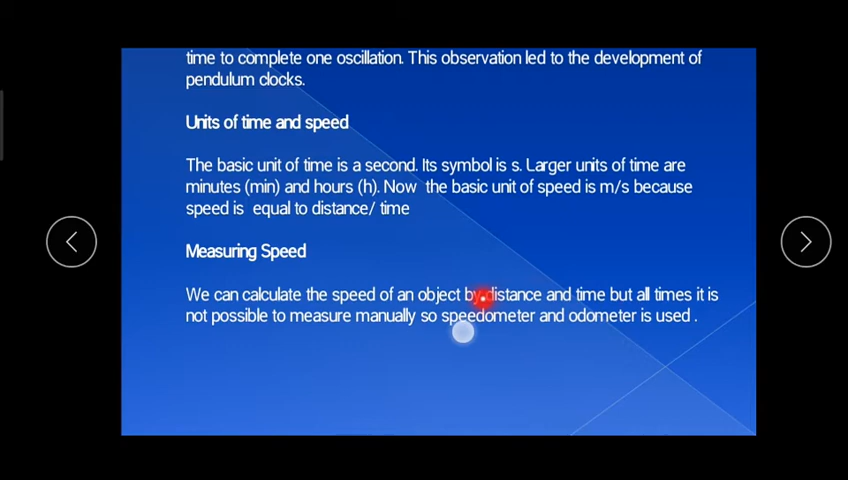 time to complete one oscillation. This observation led to the development of
pendulum clocks.
Units of time and speed
The basic unit of time is a second. Its symbol is s. Larger units of time are
minutes (min) and hours (h). Now the basic unit of speed is m/s because
speed is equal to distance/ time
Measuring Speed
We can calculate the speed of an object by distance and time but all times it is
not possible to measure manually so speedometer and odometer is used .